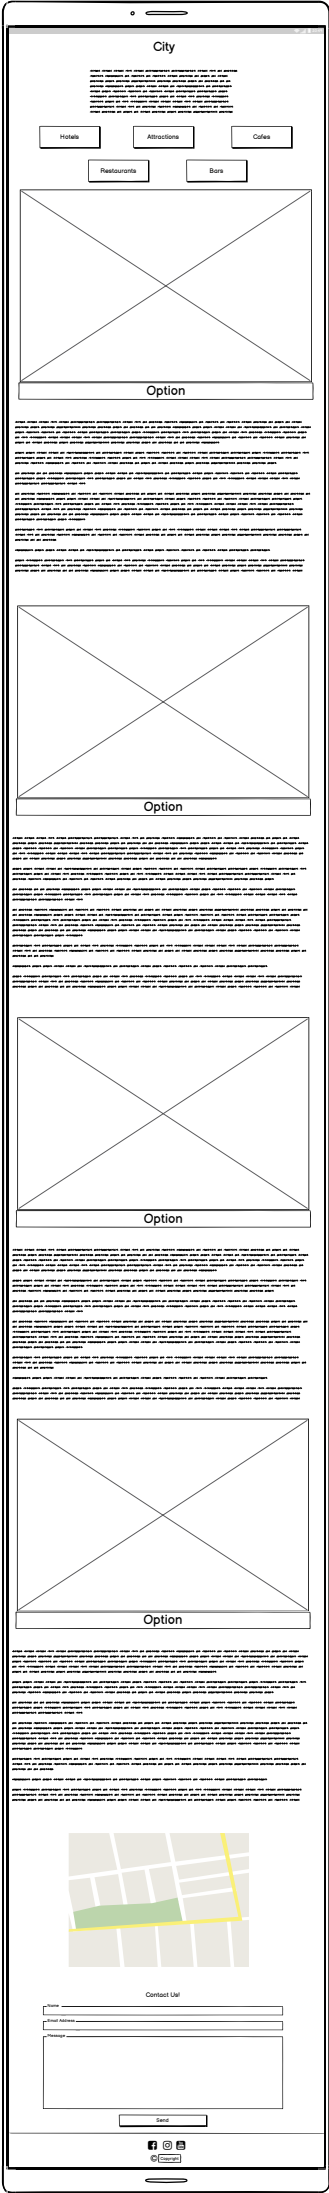 City
Hotels
Attractions
Cafes
Restaurants
Bars
Option
Option
Option
Option
Contact Us!
Name
Email Address
Message
Send
© Copyright